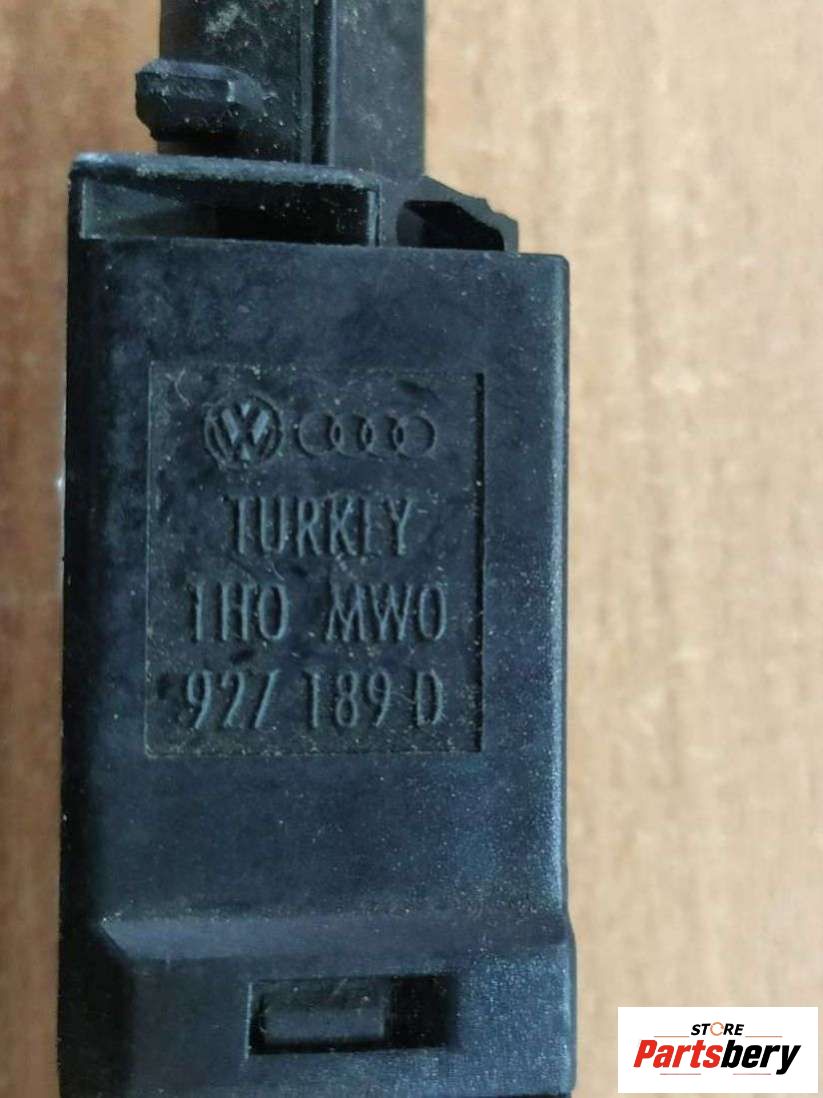 TURKEY
1H0 MW0
927 189 D
STORE
Partsbery